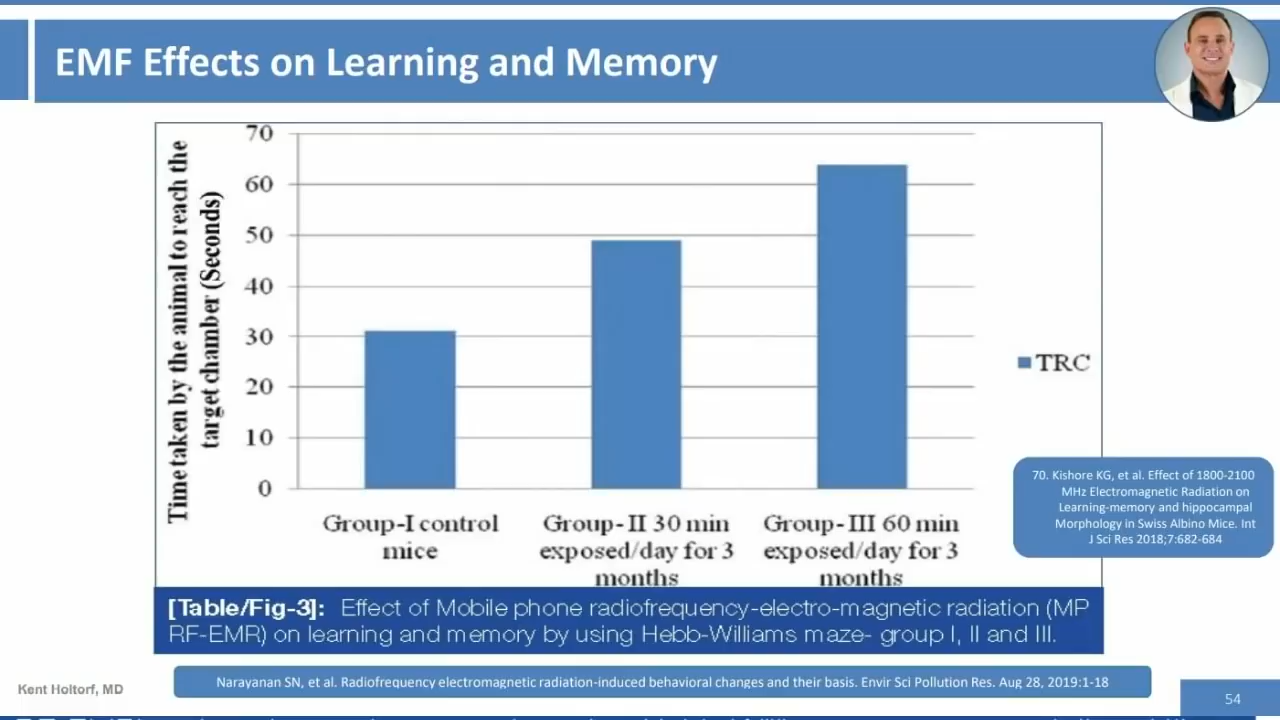 EMF Effects on Learning and Memory
Time taken by the animal to reach the
target chamber (Seconds)
70
60
50
40
30
20
10
0
TRC
Group-I control
mice
Group-II 30 min
exposed/day for 3
months
Group-III 60 min
exposed/day for 3
months
70. Kishore KG, et al. Effect of 1800-2100
MHz Electromagnetic Radiation on
Learning-memory and hippocampal
Morphology in Swiss Albino Mice. Int
J Sci Res 2018;7:682-684
[Table/Fig-3]: Effect of Mobile phone radiofrequency-electro-magnetic radiation (MP
RF-EMR) on learning and memory by using Hebb-Williams maze- group I, II and III.
Narayanan SN, et al. Radiofrequency electromagnetic radiation-induced behavioral changes and their basis. Envir Sci Pollution Res. Aug 28, 2019:1-18
Kent Holtorf, MD
54